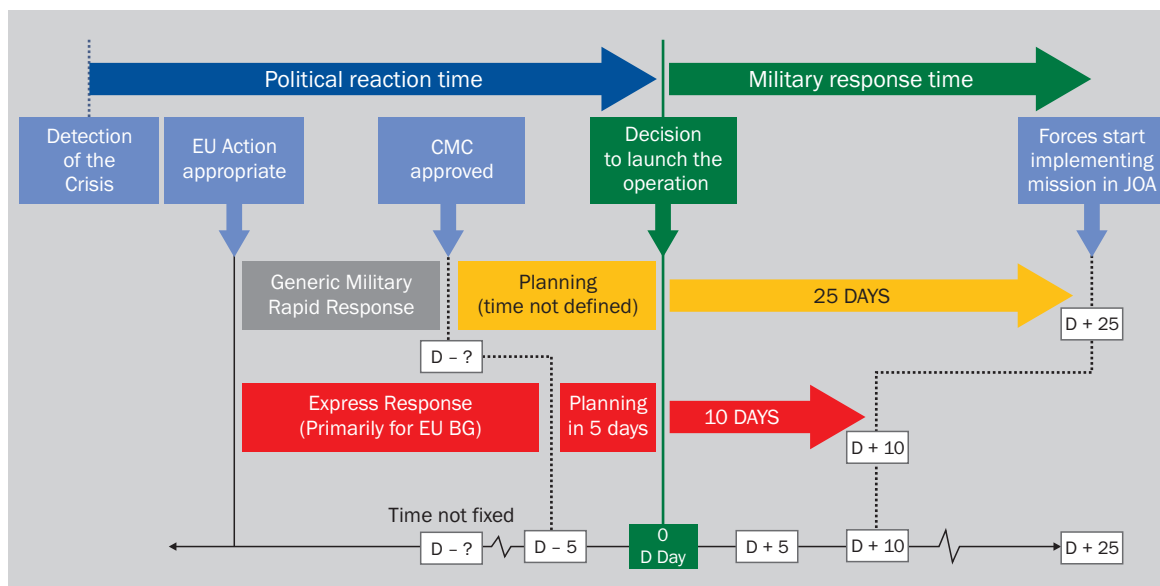 Political reaction time
Military response time
Detection
of the
Crisis
EU Action
appropriate
CMC
approved
Decision
to launch the
operation
Forces start
implementing
mission in JOA
Generic Military
Rapid Response
Planning
(time not defined)
25 DAYS
D + 25
D – ?
Express Response
(Primarily for EU BG)
Planning
in 5 days
10 DAYS
D + 10
Time not fixed
D – ?
D – 5
0
D Day
D + 5
D + 10
D + 25